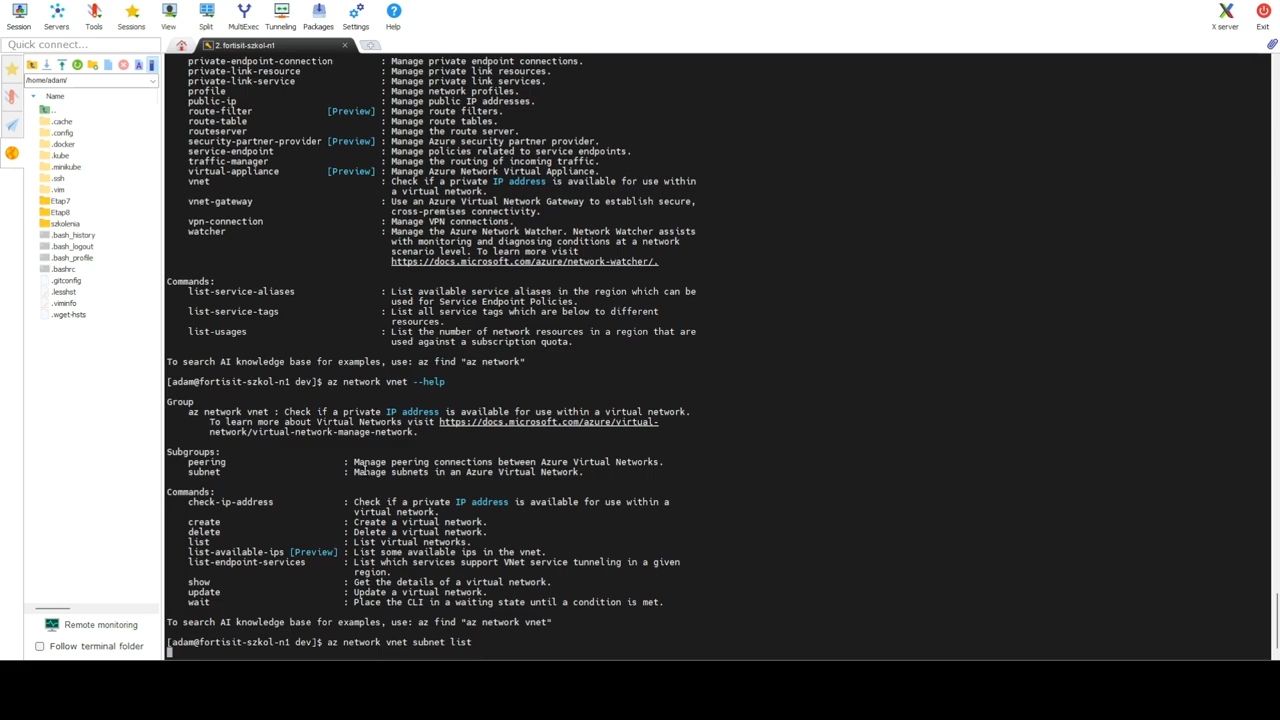 Session Servers Tools Sessions View Split MultiExec Tunneling Packages Settings Help X server Exit
Quick connect...
2. fortisit-szkol-n1
/home/adam/
Name
..
.cache
.config
.docker
.kube
.minikube
.ssh
.vim
Etap7
Etap8
szkolenia
.bash_history
.bash_logout
.bash_profile
.bashrc
.gitconfig
.lesshst
.viminfo
.wget-hsts
Remote monitoring
Follow terminal folder
private-endpoint-connection : Manage private endpoint connections.
private-link-resource : Manage private link resources.
private-link-service : Manage private link services.
profile : Manage network profiles.
public-ip : Manage public IP addresses.
route-filter [Preview] : Manage route filters.
route-table : Manage route tables.
routeserver : Manage the route server.
security-partner-provider [Preview] : Manage Azure security partner provider.
service-endpoint : Manage policies related to service endpoints.
traffic-manager : Manage the routing of incoming traffic.
virtual-appliance [Preview] : Manage Azure Network Virtual Appliance.
vnet : Check if a private IP address is available for use within
a virtual network.
vnet-gateway : Use an Azure Virtual Network Gateway to establish secure,
cross-premises connectivity.
vpn-connection : Manage VPN connections.
watcher : Manage the Azure Network Watcher. Network Watcher assists
with monitoring and diagnosing conditions at a network
scenario level. To learn more visit
https://docs.microsoft.com/azure/network-watcher/.
Commands:
list-service-aliases : List available service aliases in the region which can be
used for Service Endpoint Policies.
list-service-tags : List all service tags which are below to different
resources.
list-usages : List the number of network resources in a region that are
used against a subscription quota.
To search AI knowledge base for examples, use: az find "az network"
[adam@fortisit-szkol-n1 dev]$ az network vnet --help
Group
az network vnet : Check if a private IP address is available for use within a virtual network.
To learn more about Virtual Networks visit https://docs.microsoft.com/azure/virtual-
network/virtual-network-manage-network.
Subgroups:
peering : Manage peering connections between Azure Virtual Networks.
subnet : Manage subnets in an Azure Virtual Network.
Commands:
check-ip-address : Check if a private IP address is available for use within a
virtual network.
create : Create a virtual network.
delete : Delete a virtual network.
list : List virtual networks.
list-available-ips [Preview] : List some available ips in the vnet.
list-endpoint-services : List which services support VNet service tunneling in a given
region.
show : Get the details of a virtual network.
update : Update a virtual network.
wait : Place the CLI in a waiting state until a condition is met.
To search AI knowledge base for examples, use: az find "az network vnet"
[adam@fortisit-szkol-n1 dev]$ az network vnet subnet list